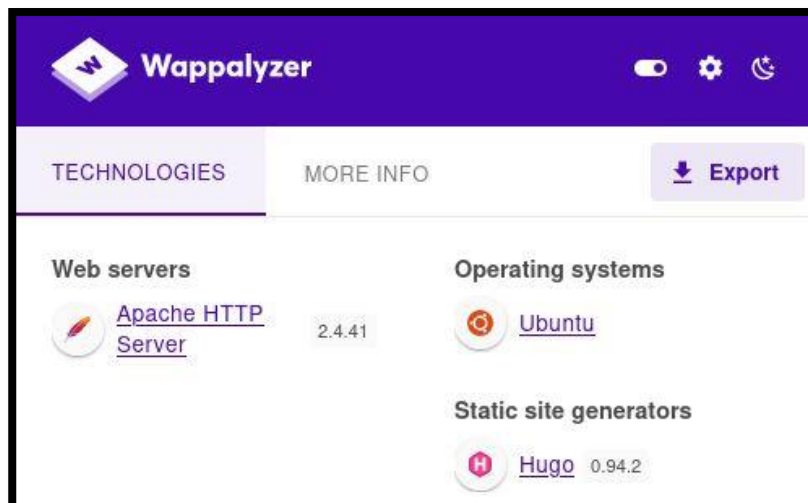 Wappalyzer
TECHNOLOGIES
MORE INFO
Export
Web servers
Apache HTTP
Server
2.4.41
Operating systems
Ubuntu
Static site generators
Hugo 0.94.2